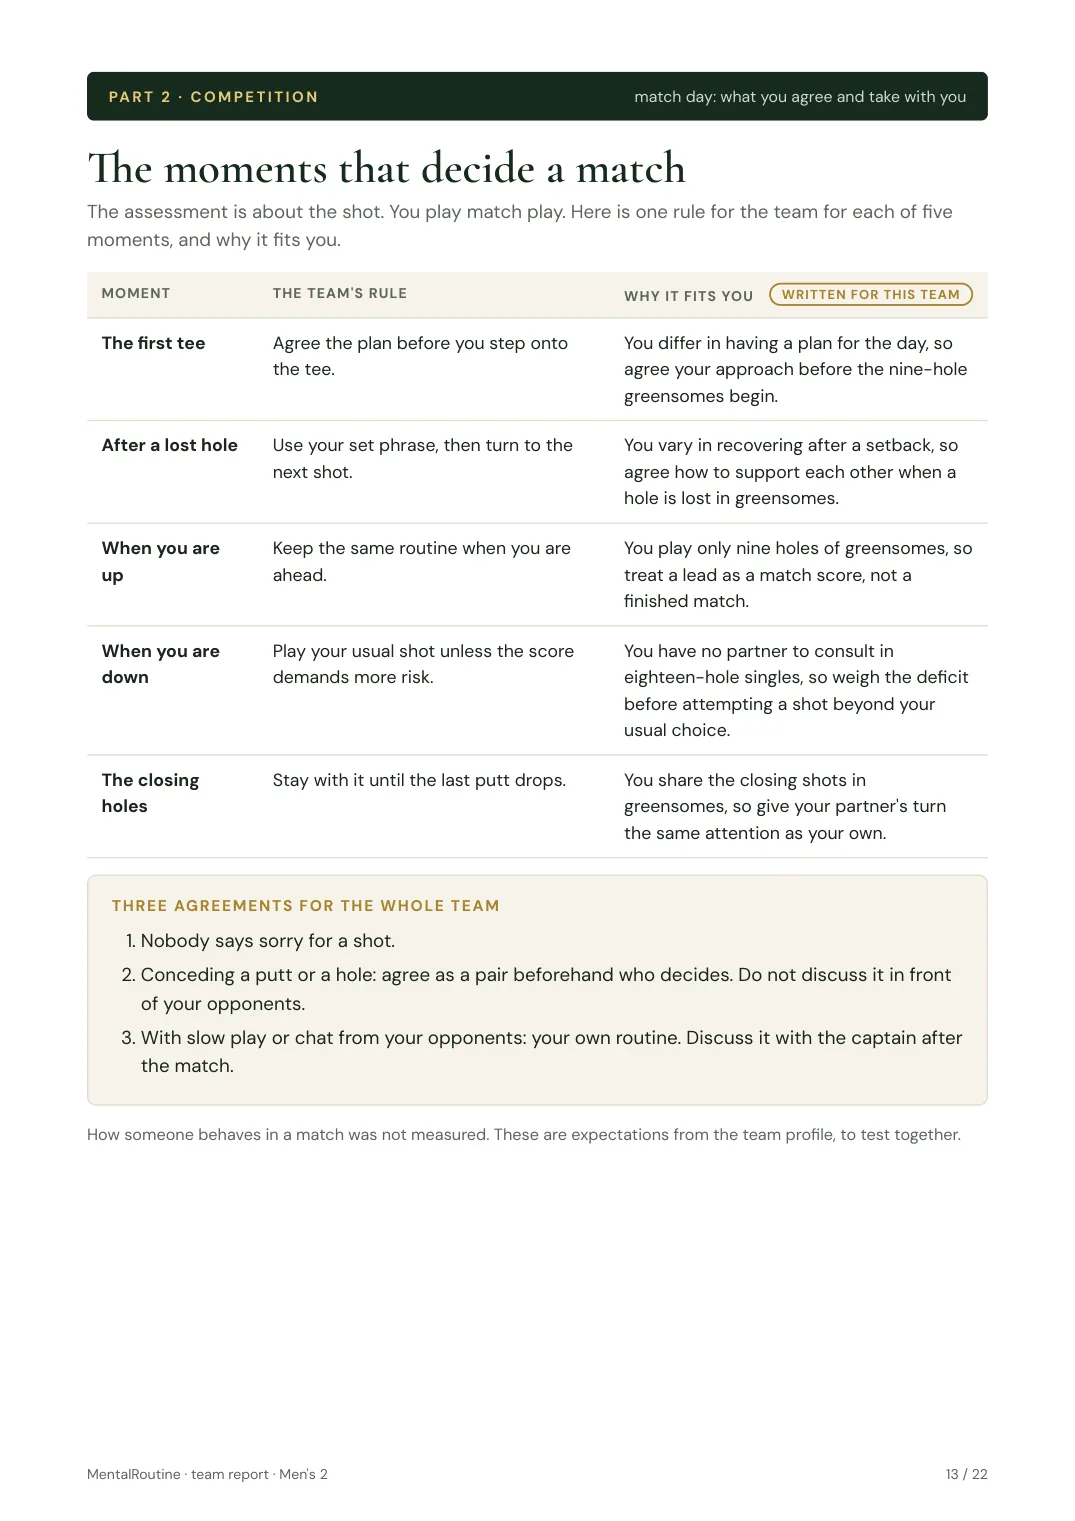 PART 2 · COMPETITION
match day: what you agree and take with you
The moments that decide a match
The assessment is about the shot. You play match play. Here is one rule for the team for each of five
moments, and why it fits you.
MOMENT
THE TEAM'S RULE
WHY IT FITS YOU
WRITTEN FOR THIS TEAM
The first tee
Agree the plan before you step onto
the tee.
You differ in having a plan for the day, so
agree your approach before the nine-hole
greensomes begin.
After a lost hole
Use your set phrase, then turn to the
next shot.
You vary in recovering after a setback, so
agree how to support each other when a
hole is lost in greensomes.
When you are
up
Keep the same routine when you are
ahead.
You play only nine holes of greensomes, so
treat a lead as a match score, not a
finished match.
When you are
down
Play your usual shot unless the score
demands more risk.
You have no partner to consult in
eighteen-hole singles, so weigh the deficit
before attempting a shot beyond your
usual choice.
The closing
holes
Stay with it until the last putt drops.
You share the closing shots in
greensomes, so give your partner's turn
the same attention as your own.
THREE AGREEMENTS FOR THE WHOLE TEAM
1. Nobody says sorry for a shot.
2. Conceding a putt or a hole: agree as a pair beforehand who decides. Do not discuss it in front
of your opponents.
3. With slow play or chat from your opponents: your own routine. Discuss it with the captain after
the match.
How someone behaves in a match was not measured. These are expectations from the team profile, to test together.
MentalRoutine · team report · Men's 2
13 / 22